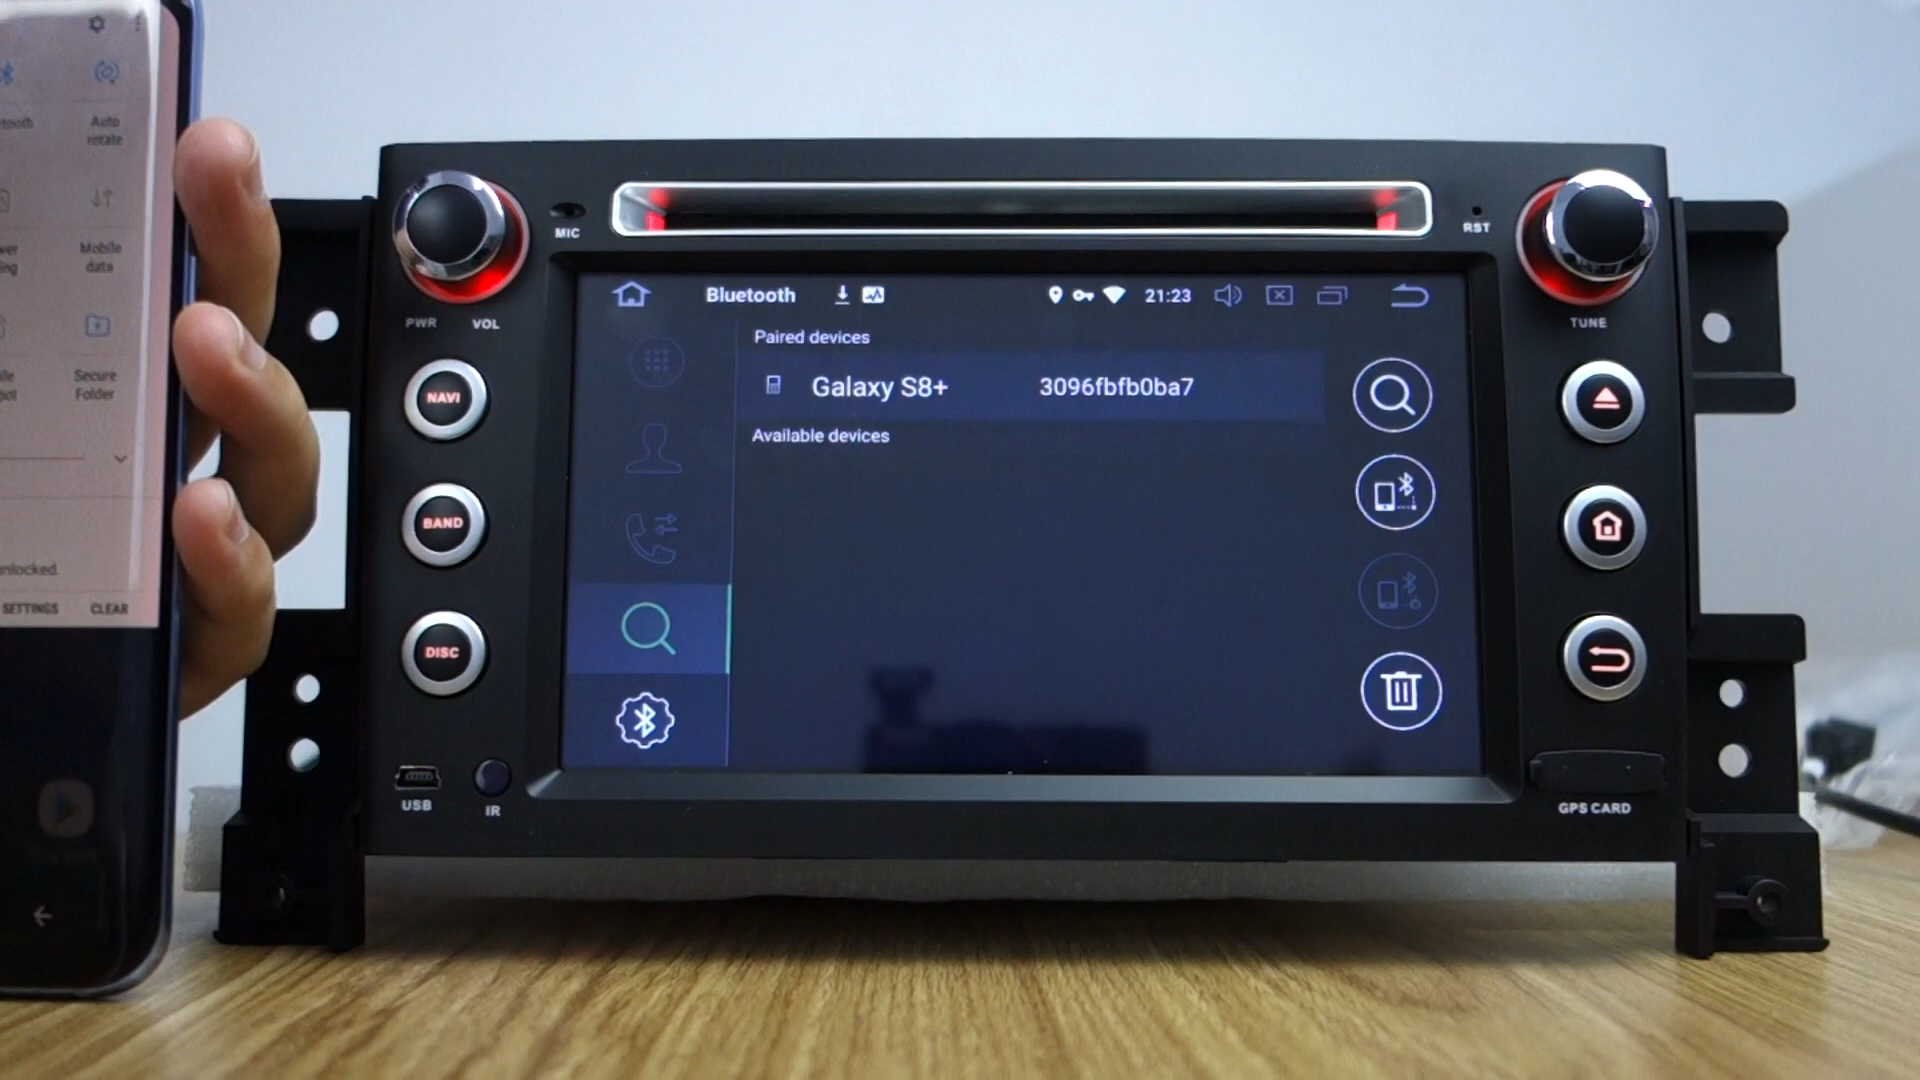 Auto
rotate
Mobile
data
Secure
Folder
SETTINGS CLEAR
MIC
RST
PWR VOL
TUNE
NAVI
BAND
DISC
USB
IR
GPS CARD
Bluetooth 21:23
Paired devices
Galaxy S8+ 3096fbfb0ba7
Available devices